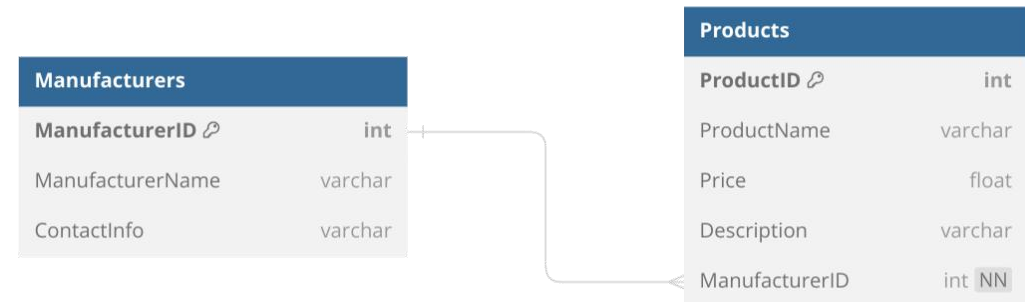 Manufacturers
ManufacturerID int
ManufacturerName varchar
ContactInfo varchar
Products
ProductID int
ProductName varchar
Price float
Description varchar
ManufacturerID int NN